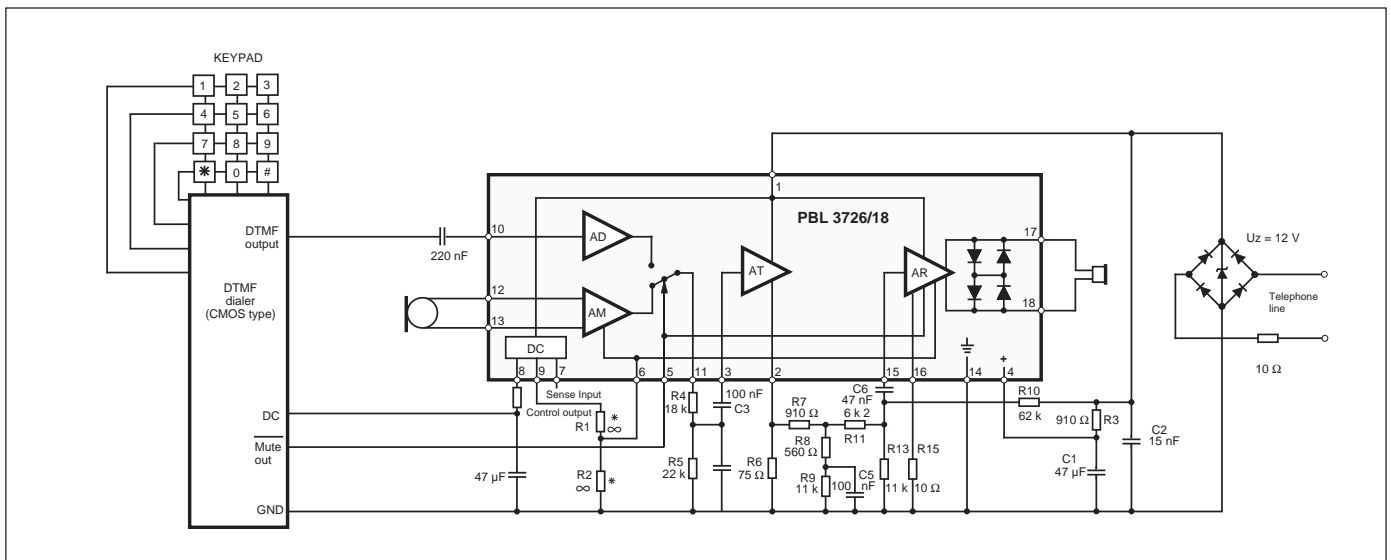 KEYPAD
1 2 3
4 5 6
7 8 9
* 0 #
DTMF
output
DTMF
dialer
(CMOS type)
DC
Mute
out
GND
220 nF
10
12
13
AD
AM
DC
8 9 7
Sense Input
Control output
R1
*
∞
R2
∞ *
47 µF
6 5 11 3 2
R4
18 k
R5
22 k
100 nF
C3
AT
1
PBL 3726/18
AR
17
18
15 16 14
+
4
C6
47 nF
R7
910 Ω
6 k 2
R11
R8
560 Ω
R6
75 Ω
R9
11 k
100
C5
nF
R13
11 k
R15
10 Ω
R10
62 k
910 Ω R3
C1
47 µF
C2
15 nF
Uz = 12 V
Telephone
line
10 Ω